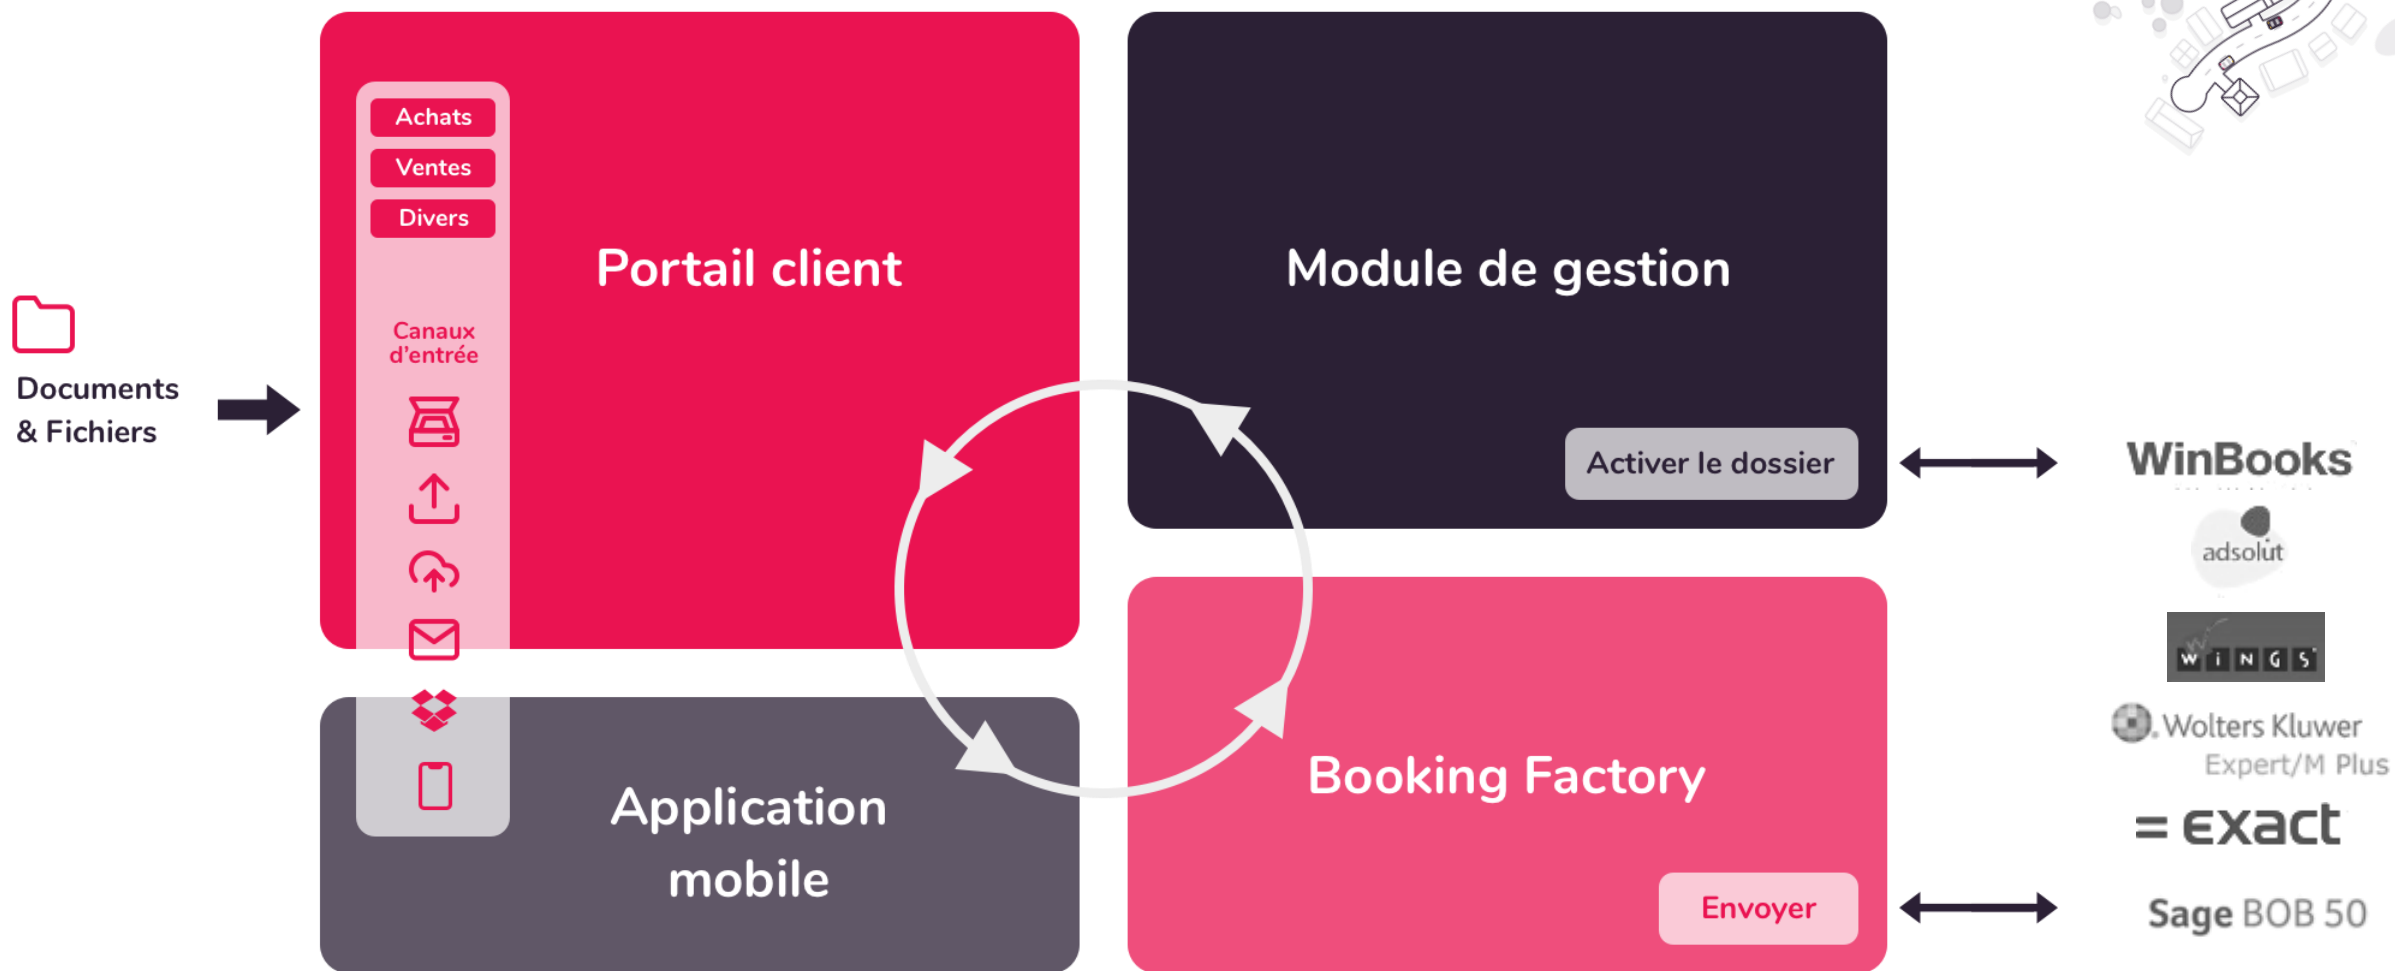 Achats
Ventes
Divers
Portail client
Module de gestion
Canaux
d'entrée
Documents
& Fichiers
Activer le dossier
WinBooks
adsolut
WiNGS
Wolters Kluwer
Expert/M Plus
Booking Factory
Application
mobile
= exact
Envoyer
Sage BOB 50